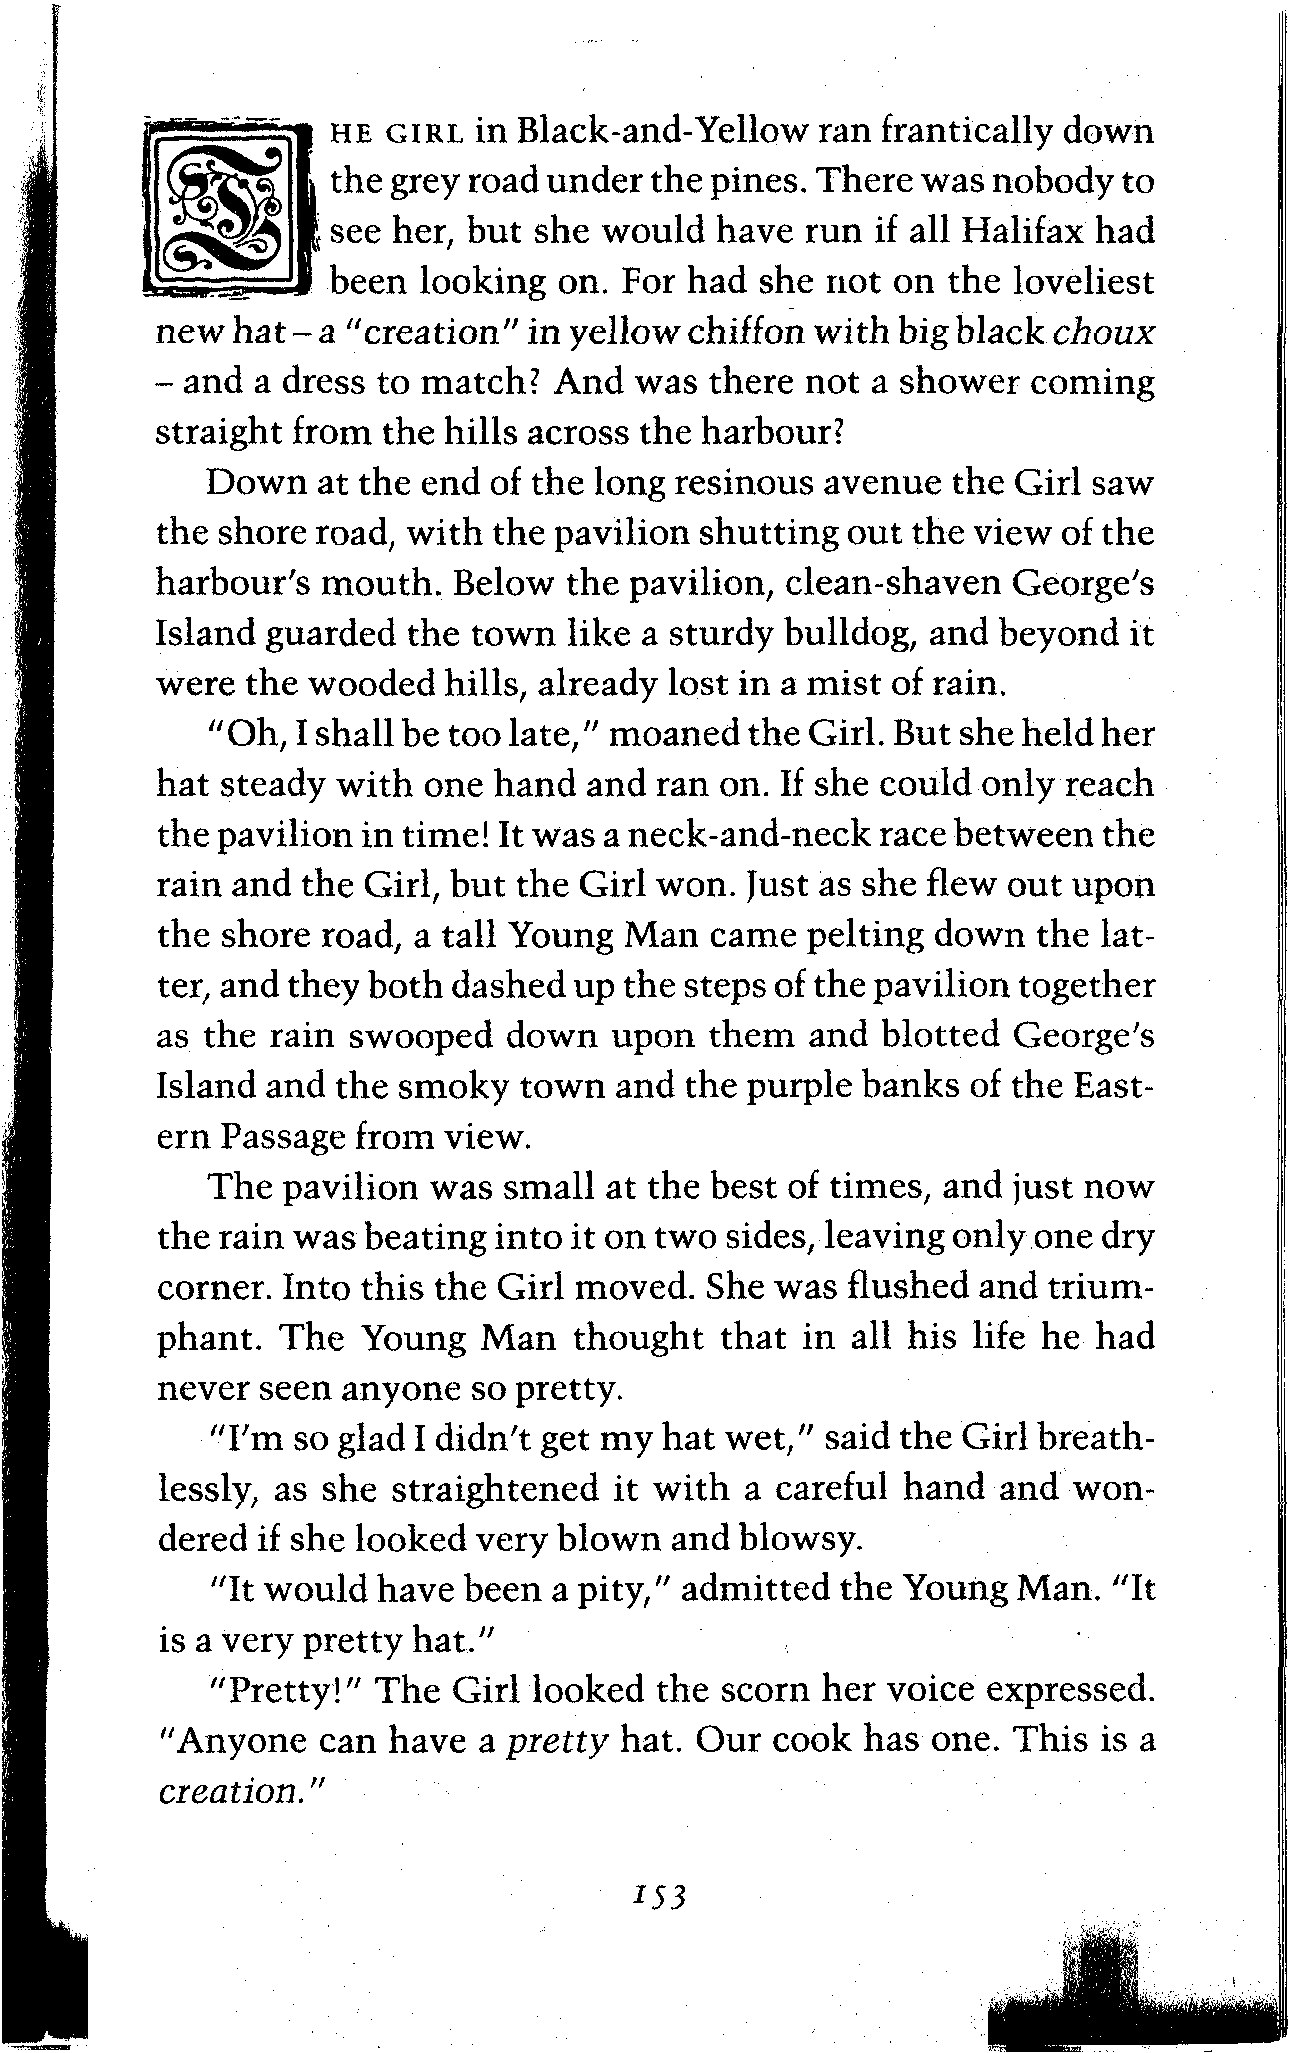 THE GIRL in Black-and-Yellow ran frantically down
the grey road under the pines. There was nobody to
see her, but she would have run if all Halifax had
been looking on. For had she not on the loveliest
new hat – a "creation" in yellow chiffon with big black choux
– and a dress to match? And was there not a shower coming
straight from the hills across the harbour?
Down at the end of the long resinous avenue the Girl saw
the shore road, with the pavilion shutting out the view of the
harbour's mouth. Below the pavilion, clean-shaven George's
Island guarded the town like a sturdy bulldog, and beyond it
were the wooded hills, already lost in a mist of rain.
"Oh, I shall be too late," moaned the Girl. But she held her
hat steady with one hand and ran on. If she could only reach
the pavilion in time! It was a neck-and-neck race between the
rain and the Girl, but the Girl won. Just as she flew out upon
the shore road, a tall Young Man came pelting down the lat-
ter, and they both dashed up the steps of the pavilion together
as the rain swooped down upon them and blotted George's
Island and the smoky town and the purple banks of the East-
ern Passage from view.
The pavilion was small at the best of times, and just now
the rain was beating into it on two sides, leaving only one dry
corner. Into this the Girl moved. She was flushed and trium-
phant. The Young Man thought that in all his life he had
never seen anyone so pretty.
"I'm so glad I didn't get my hat wet," said the Girl breath-
lessly, as she straightened it with a careful hand and won-
dered if she looked very blown and blowsy.
"It would have been a pity," admitted the Young Man. "It
is a very pretty hat."
"Pretty!" The Girl looked the scorn her voice expressed.
"Anyone can have a pretty hat. Our cook has one. This is a
creation."
153